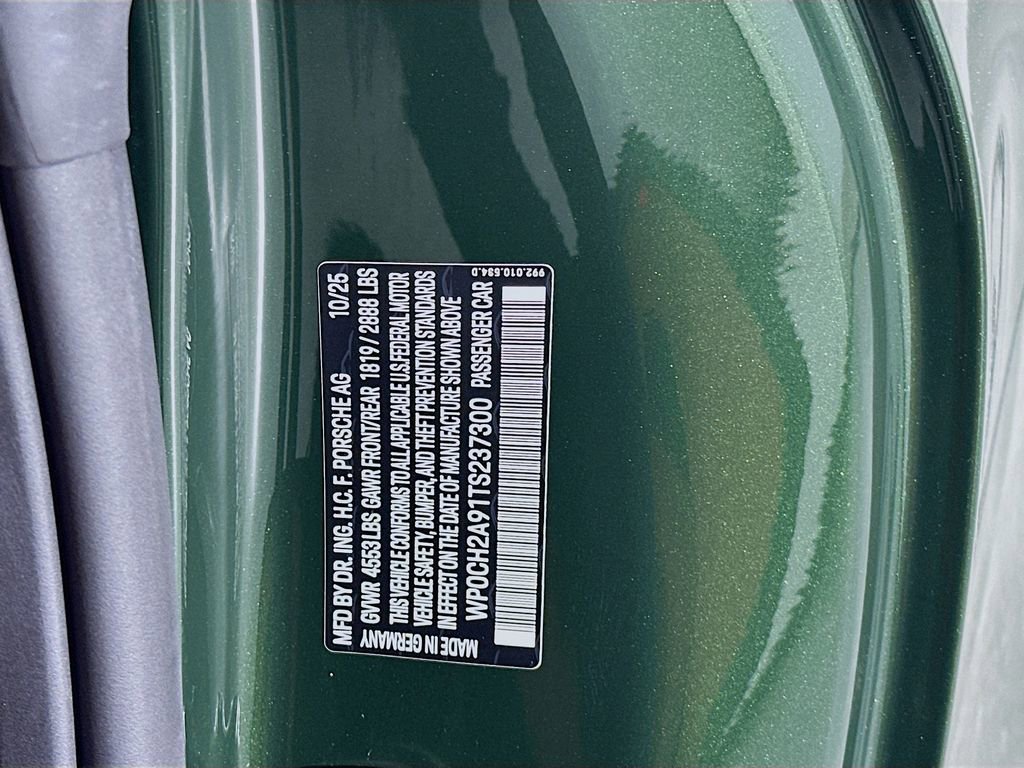 MFD BY DR. ING. H.C. F. PORSCHE AG 10/25
GVWR 4553 LBS GAWR FRONT/REAR 1819 / 2888 LBS
THIS VEHICLE CONFORMS TO ALL APPLICABLE U.S. FEDERAL MOTOR
VEHICLE SAFETY, BUMPER, AND THEFT PREVENTION STANDARDS
IN EFFECT ON THE DATE OF MANUFACTURE SHOWN ABOVE
WP0CH2A91TS237300 PASSENGER CAR
MADE IN GERMANY
992.010.534.D